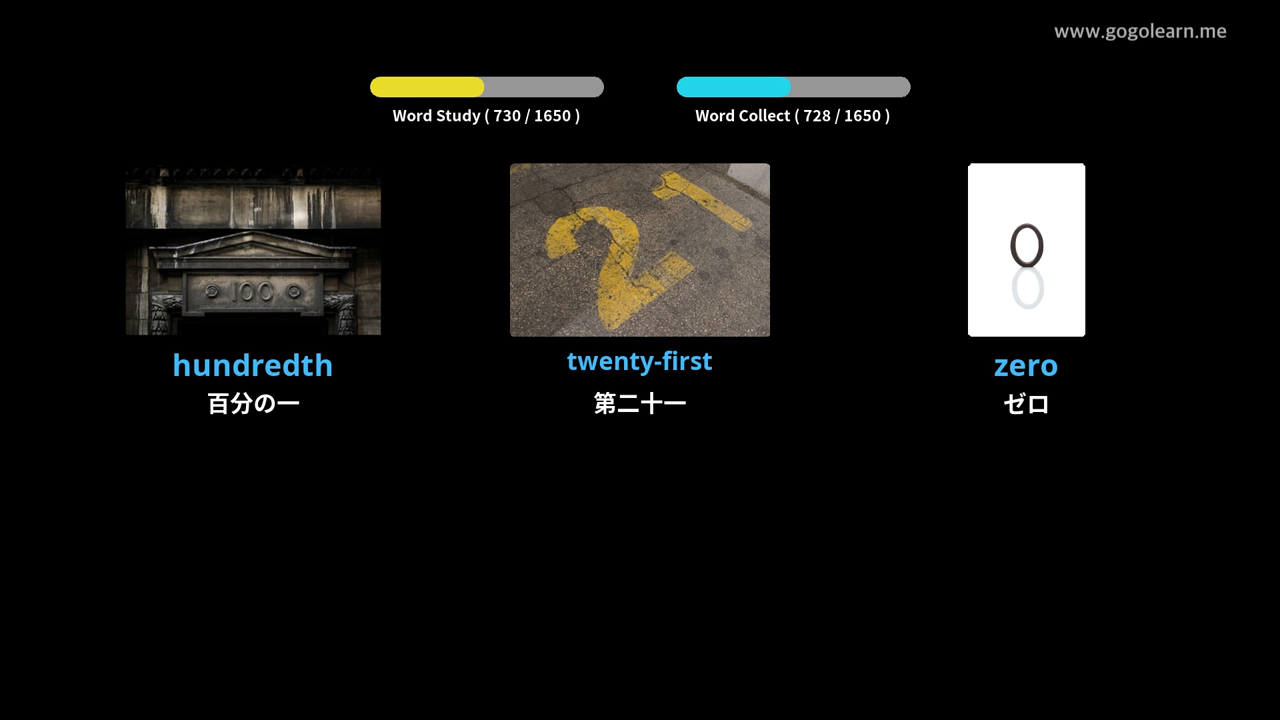 www.gogolearn.me
Word Study ( 730 / 1650 )
Word Collect ( 728 / 1650 )
100
21
0
hundredth
twenty-first
zero
百分の一
第二十一
ゼロ